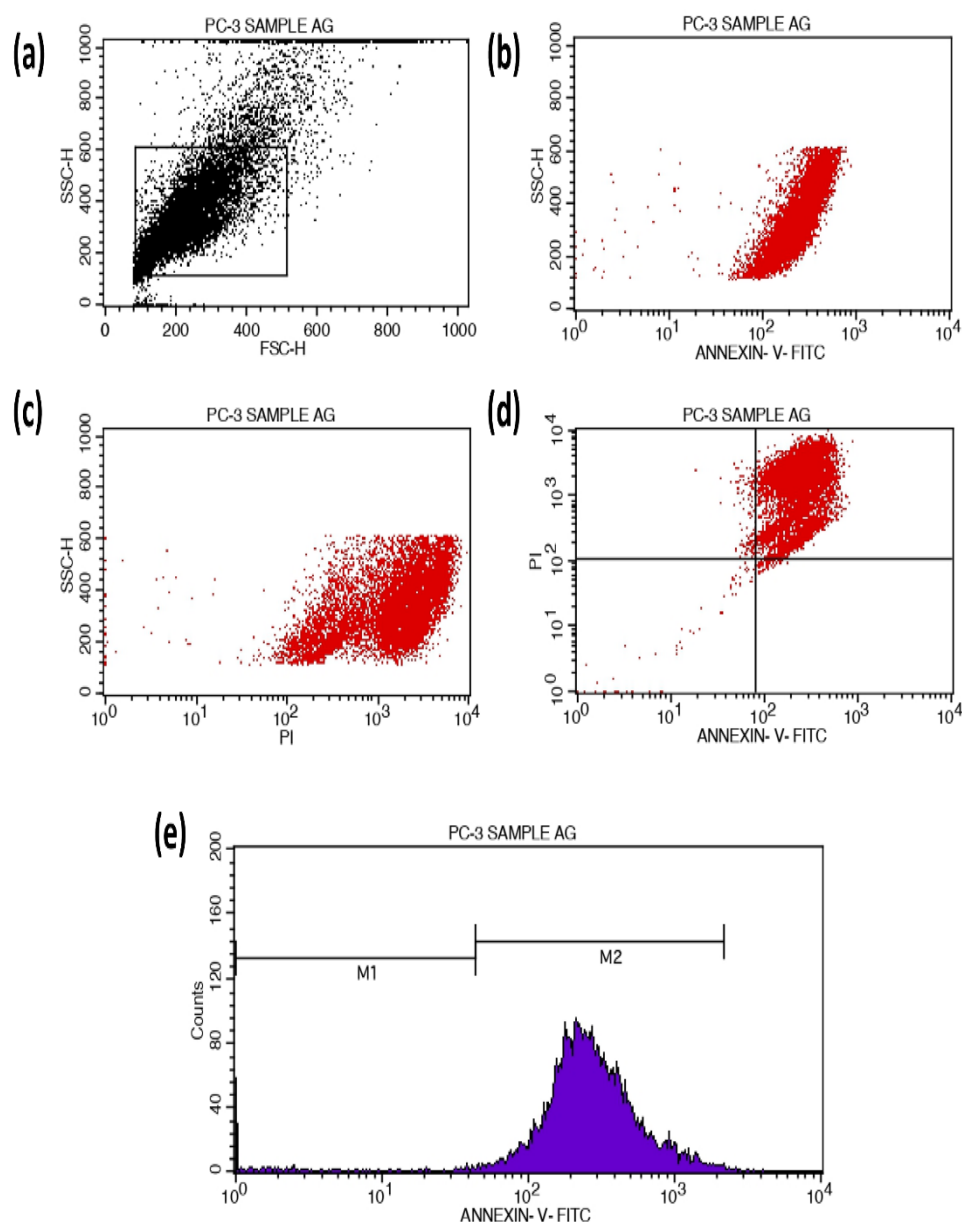 (a)
PC-3 SAMPLE AG
SSC-H
1000
800
600
400
200
0
0 200 400 600 800 1000
FSC-H
(b)
PC-3 SAMPLE AG
SSC-H
1000
800
600
400
200
0
10^0 10^1 10^2 10^3 10^4
ANNEXIN- V- FITC
(c)
PC-3 SAMPLE AG
SSC-H
1000
800
600
400
200
0
10^0 10^1 10^2 10^3 10^4
PI
(d)
PC-3 SAMPLE AG
PI
10^4
10^3
10^2
10^1
10^0
10^0 10^1 10^2 10^3 10^4
ANNEXIN- V- FITC
(e)
PC-3 SAMPLE AG
Counts
200
160
120
80
40
0
M1
M2
10^0 10^1 10^2 10^3 10^4
ANNEXIN- V- FITC